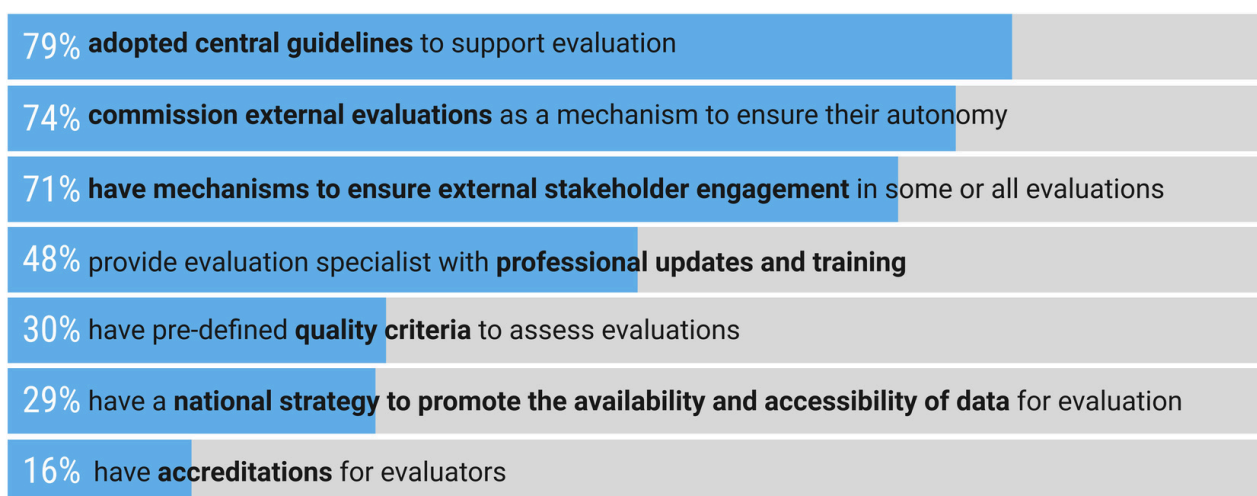 79% adopted central guidelines to support evaluation
74% commission external evaluations as a mechanism to ensure their autonomy
71% have mechanisms to ensure external stakeholder engagement in some or all evaluations
48% provide evaluation specialist with professional updates and training
30% have pre-defined quality criteria to assess evaluations
29% have a national strategy to promote the availability and accessibility of data for evaluation
16% have accreditations for evaluators